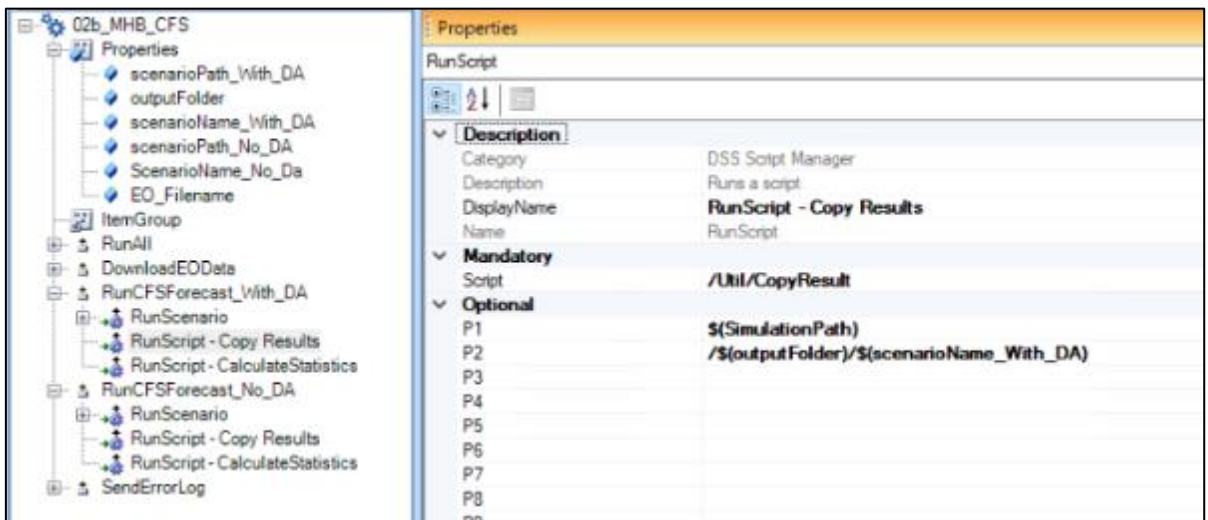 02b_MHB_CFS
Properties
scenarioPath_With_DA
outputFolder
scenarioName_With_DA
scenarioPath_No_DA
ScenarioName_No_Da
EO_Filename
ItemGroup
RunAll
DownloadEOData
RunCFSForecast_With_DA
RunScenario
RunScript - Copy Results
RunScript - CalculateStatistics
RunCFSForecast_No_DA
RunScenario
RunScript - Copy Results
RunScript - CalculateStatistics
SendErrorLog
Properties
RunScript
Description
Category DSS Script Manager
Description Runs a script
DisplayName RunScript - Copy Results
Name RunScript
Mandatory
Script /Util/CopyResult
Optional
P1 $(SimulationPath)
P2 /$(outputFolder)/$(scenarioName_With_DA)
P3
P4
P5
P6
P7
P8